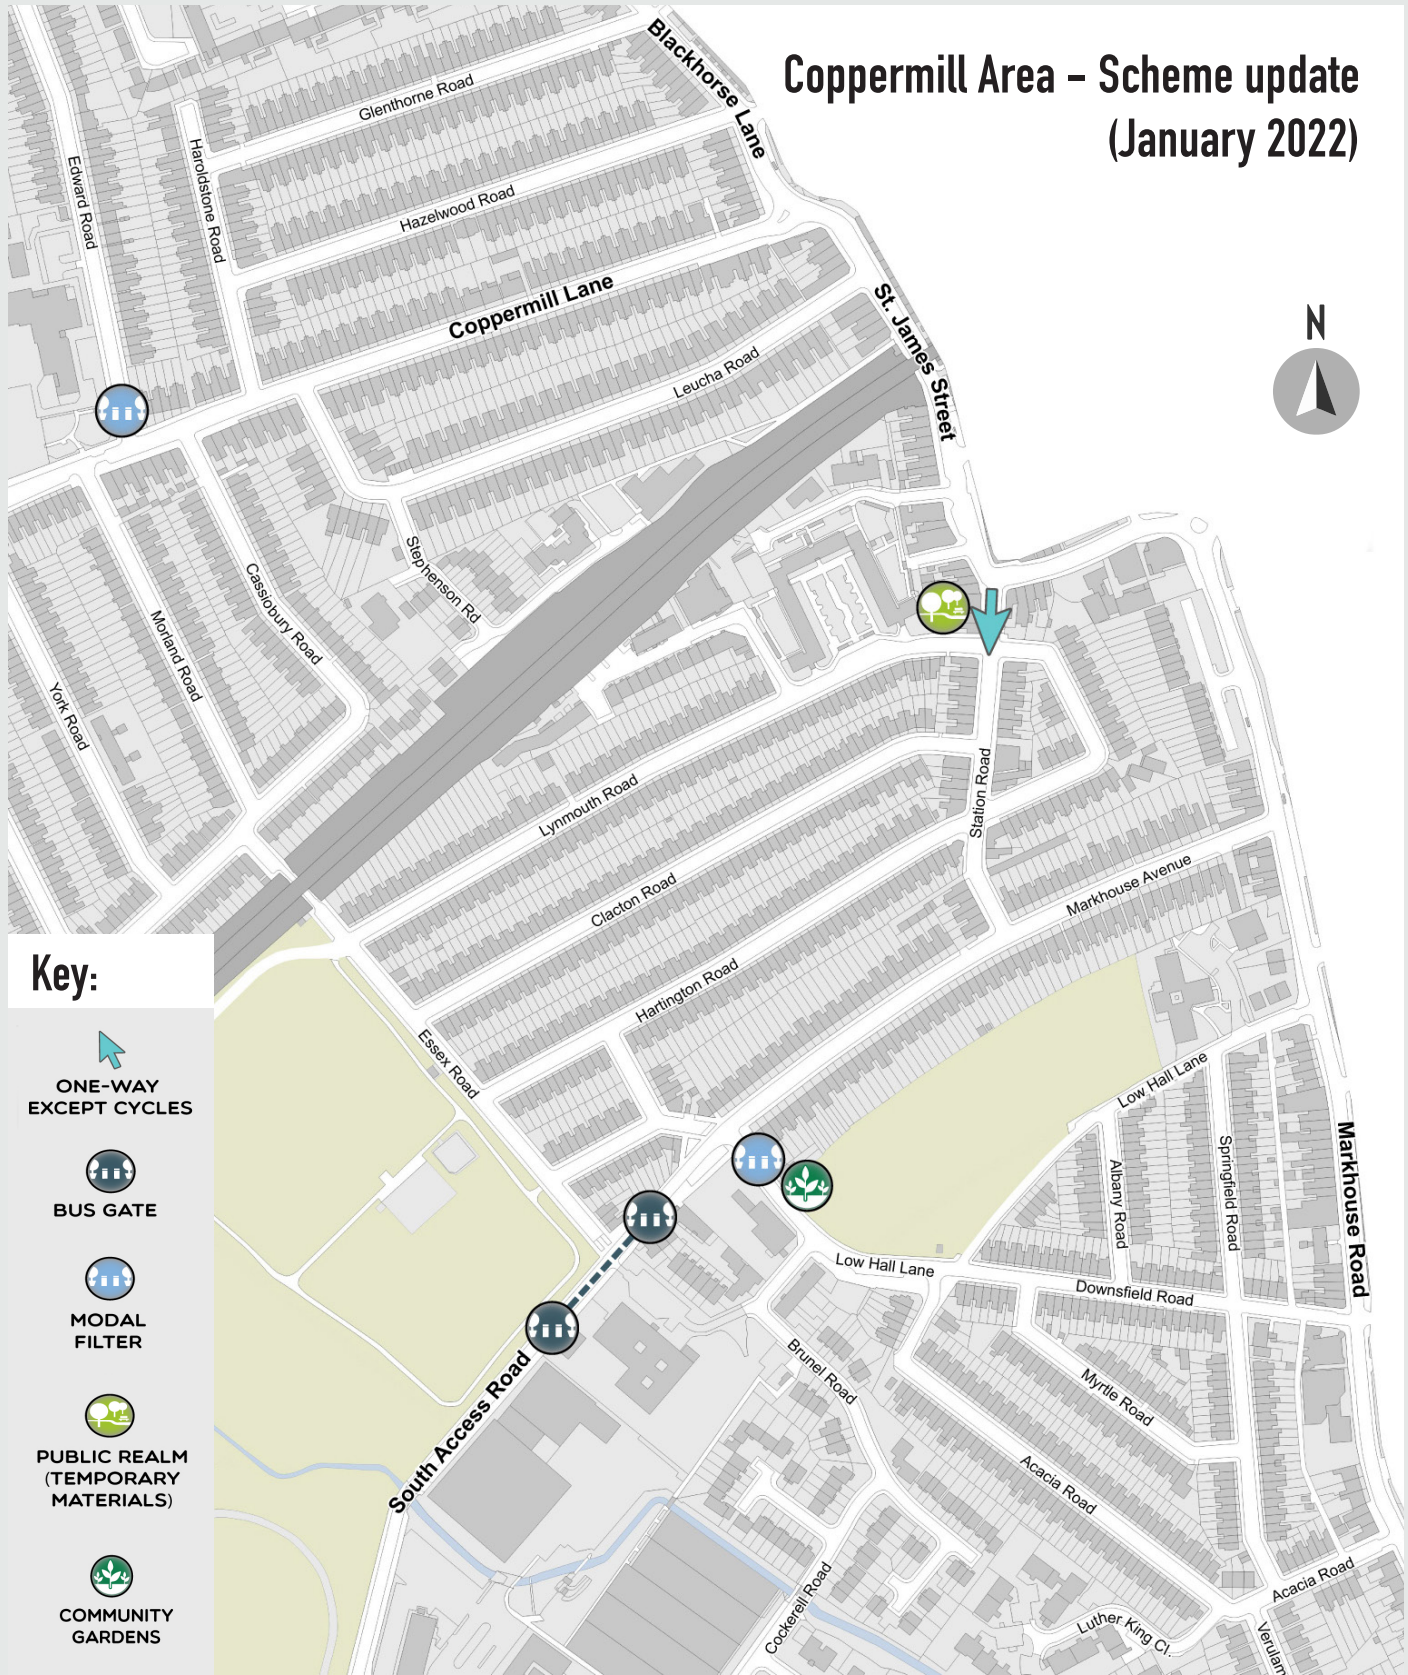 Coppermill Area – Scheme update
(January 2022)
Blackhorse Lane
Glenthorne Road
Haroldstone Road
Edward Road
Hazelwood Road
Coppermill Lane
St. James Street
N
Leucha Road
Stephenson Rd
Cassiobury Road
Morland Road
York Road
Lynmouth Road
Station Road
Clacton Road
Markhouse Avenue
Hartington Road
Essex Road
Low Hall Lane
Albany Road
Springfield Road
Markhouse Road
Low Hall Lane
Downsfield Road
Brunel Road
Myrtle Road
South Access Road
Acacia Road
Cockerell Road
Acacia Road
Luther King Cl.
Verulam
Key:
ONE-WAY
EXCEPT CYCLES
BUS GATE
MODAL
FILTER
PUBLIC REALM
(TEMPORARY
MATERIALS)
COMMUNITY
GARDENS